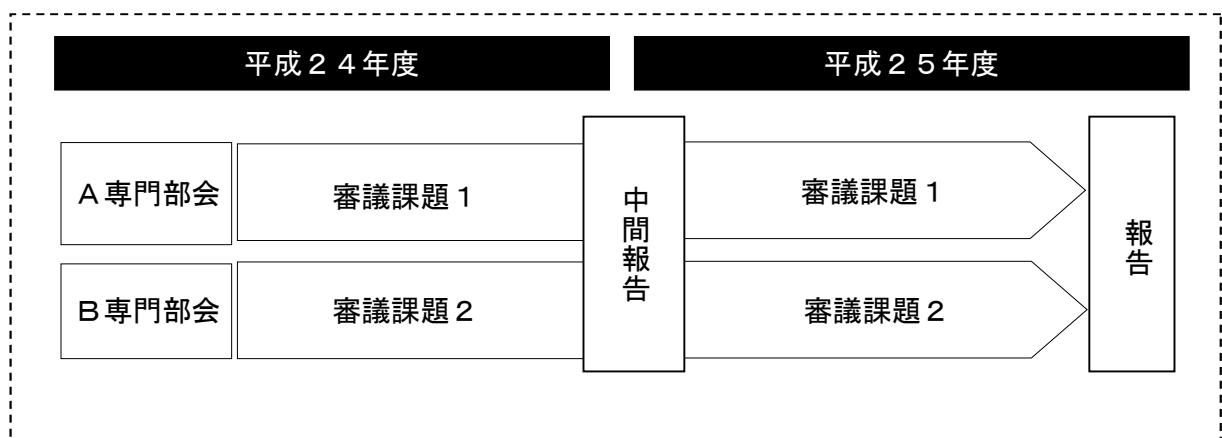 平成２４年度
平成２５年度
A専門部会
審議課題１
中間報告
審議課題１
報告
B専門部会
審議課題２
審議課題２